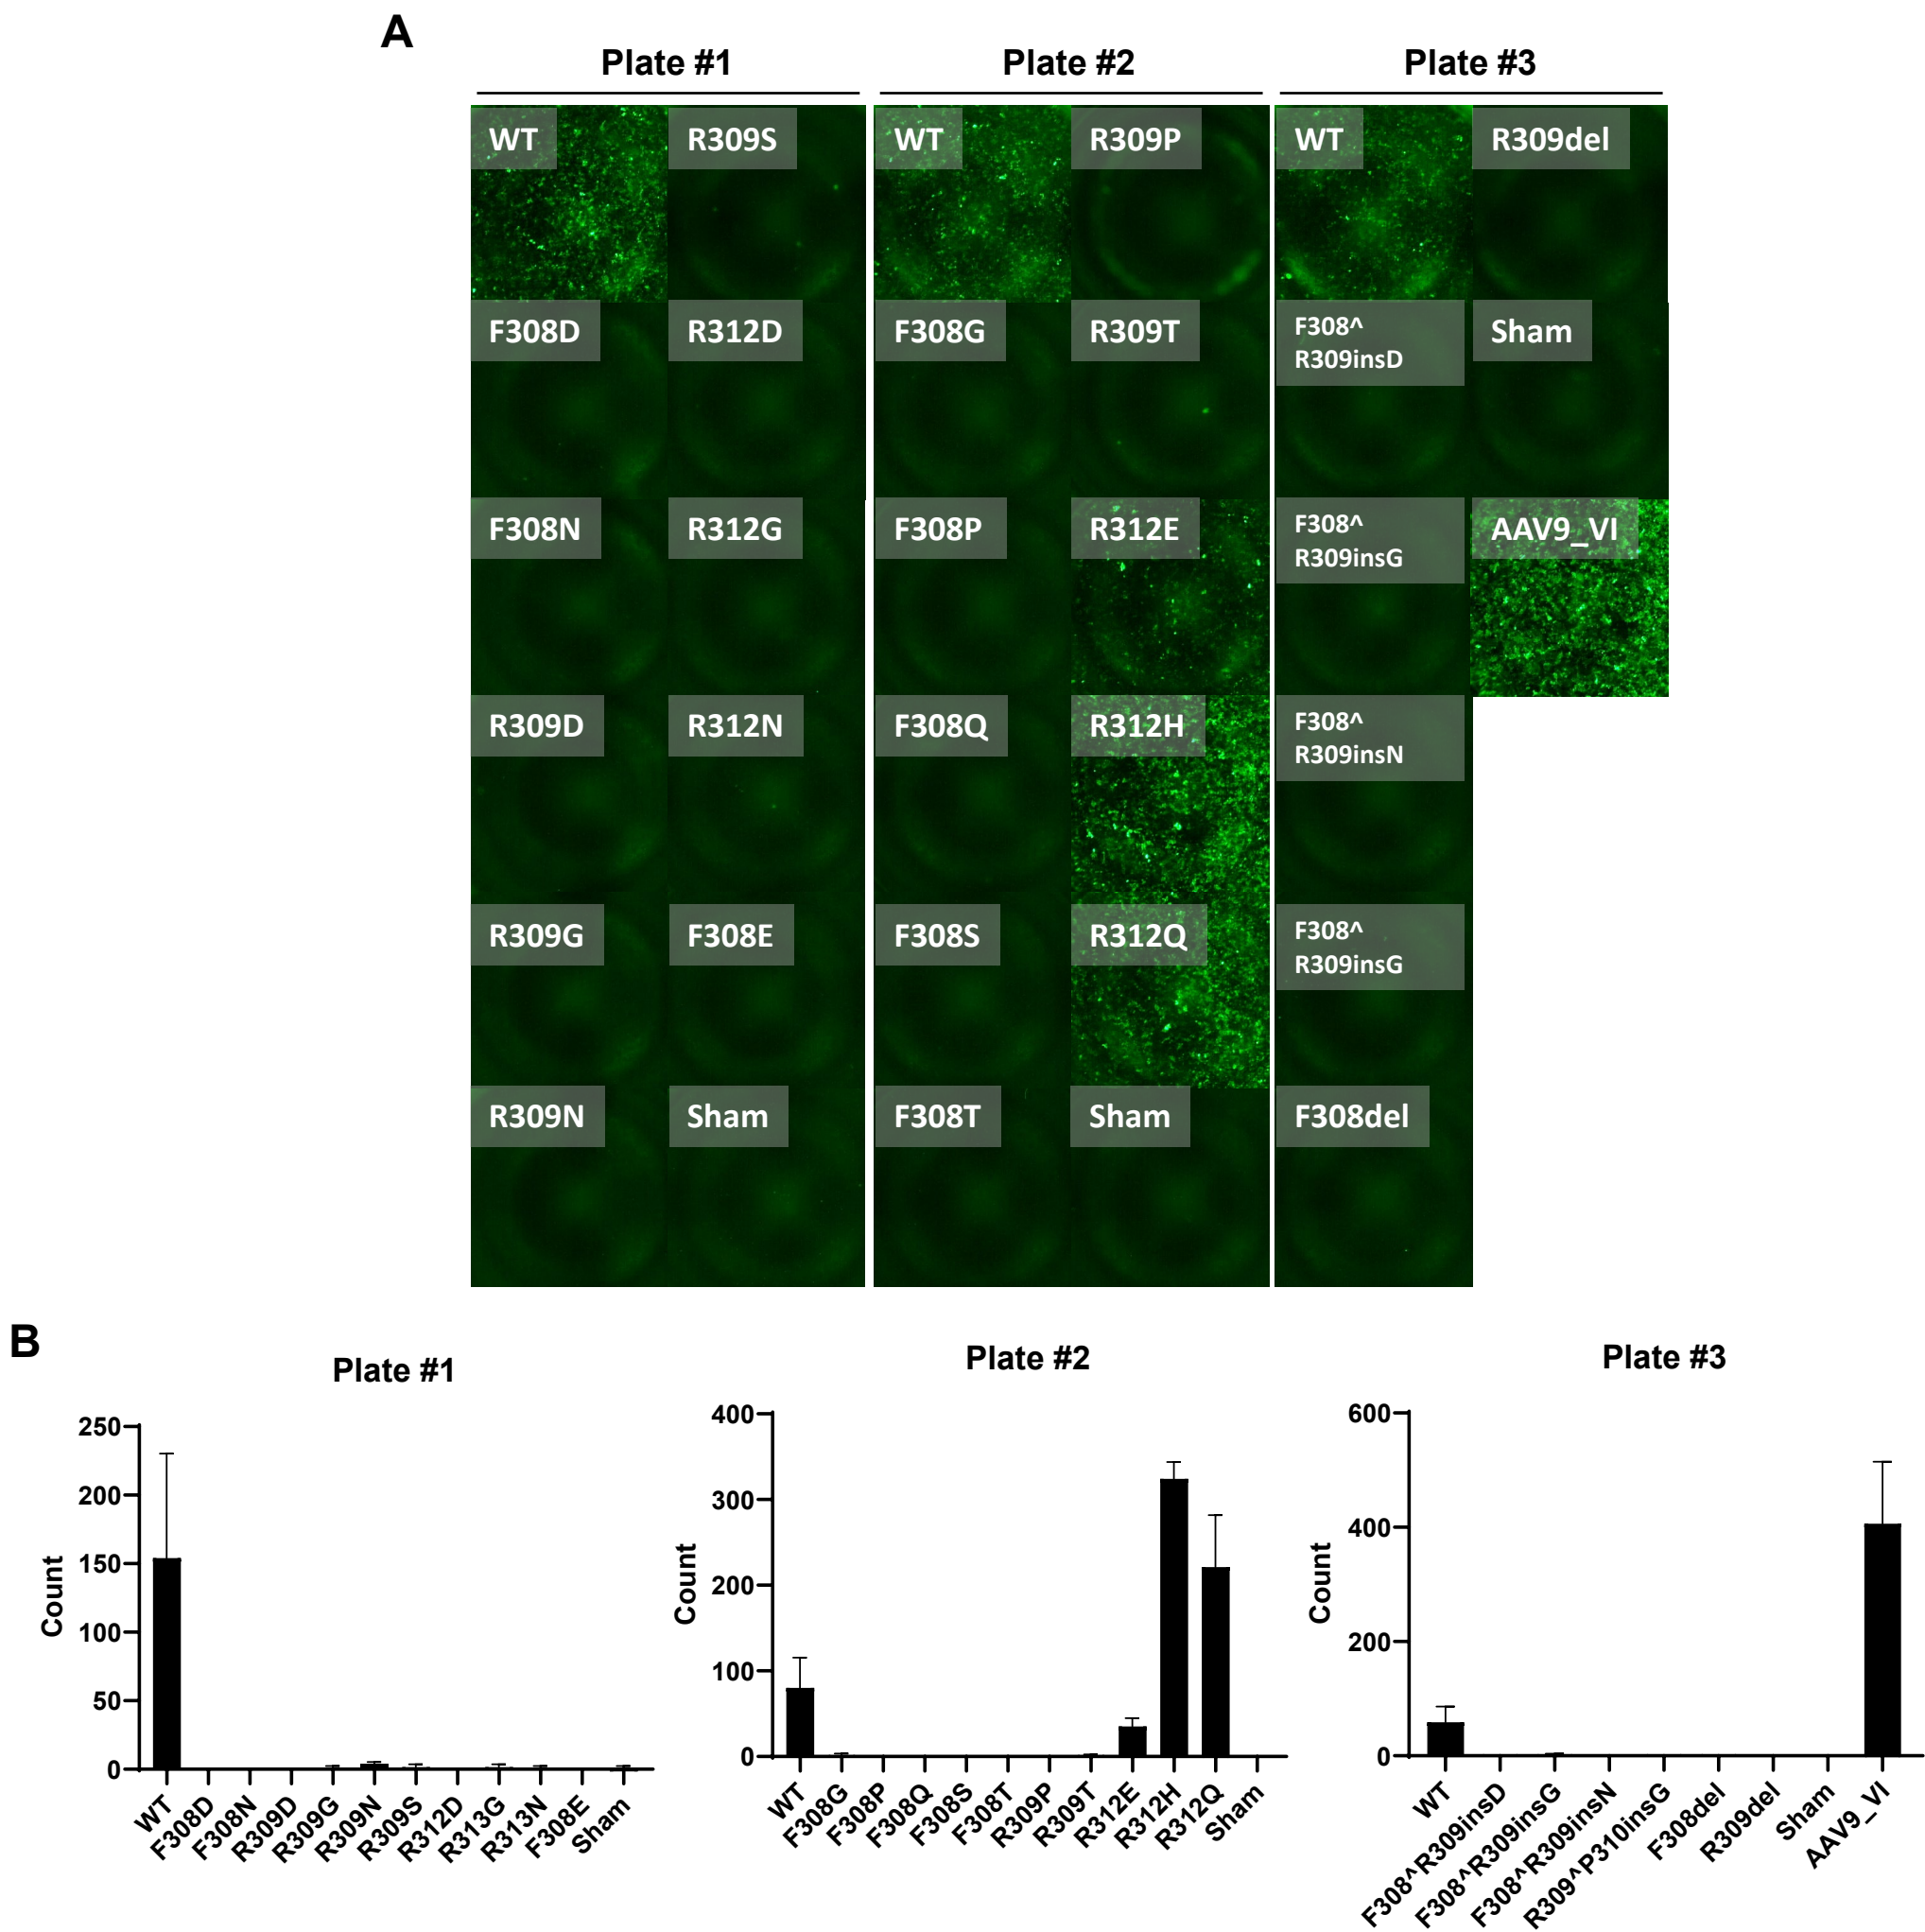 A
Plate #1
Plate #2
Plate #3
WT
R309S
WT
R309P
WT
R309del
F308D
R312D
F308G
R309T
F308^
R309insD
Sham
F308N
R312G
F308P
R312E
F308^
R309insG
AAV9_VI
R309D
R312N
F308Q
R312H
F308^
R309insN
R309G
F308E
F308S
R312Q
F308^
R309insG
R309N
Sham
F308T
Sham
F308del
B
Plate #1
Count
250
200
150
100
50
0
WT
F308D
F308N
R309D
R309G
R309N
R309S
R312D
R313G
R313N
F308E
Sham
Plate #2
Count
400
300
200
100
0
WT
F308G
F308P
F308Q
F308S
F308T
R309P
R309T
R312E
R312H
R312Q
Sham
Plate #3
Count
600
400
200
0
WT
F308^R309insD
F308^R309insG
F308^R309insN
R309^P310insG
F308del
R309del
Sham
AAV9_VI